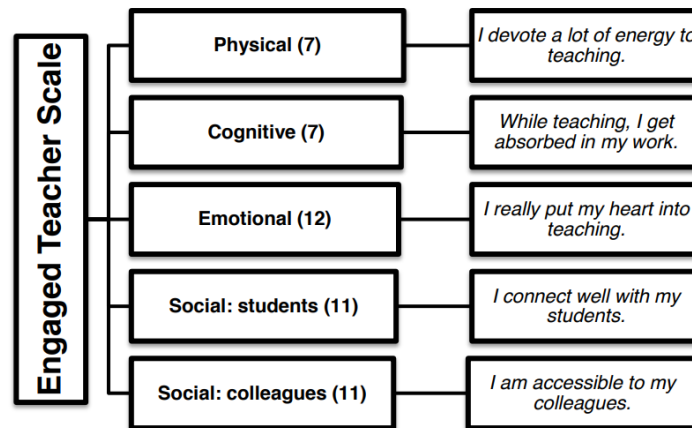 Engaged Teacher Scale
Physical (7)
I devote a lot of energy to
teaching.
Cognitive (7)
While teaching, I get
absorbed in my work.
Emotional (12)
I really put my heart into
teaching.
Social: students (11)
I connect well with my
students.
Social: colleagues (11)
I am accessible to my
colleagues.